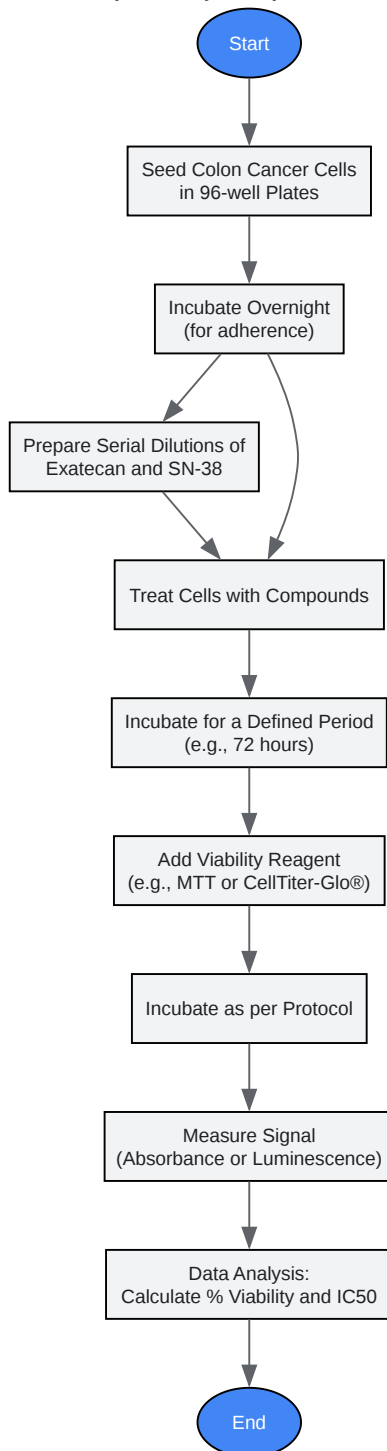 Start
Seed Colon Cancer Cells
in 96-well Plates
Incubate Overnight
(for adherence)
Prepare Serial Dilutions of
Exatecan and SN-38
Treat Cells with Compounds
Incubate for a Defined Period
(e.g., 72 hours)
Add Viability Reagent
(e.g., MTT or CellTiter-Glo®)
Incubate as per Protocol
Measure Signal
(Absorbance or Luminescence)
Data Analysis:
Calculate % Viability and IC50
End